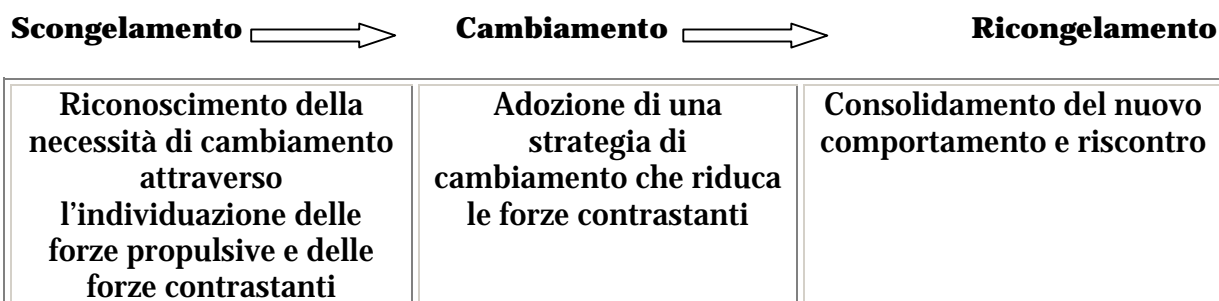 Scongelamento Cambiamento Ricongelamento
Riconoscimento della
necessità di cambiamento
attraverso
l'individuazione delle
forze propulsive e delle
forze contrastanti
Adozione di una
strategia di
cambiamento che riduca
le forze contrastanti
Consolidamento del nuovo
comportamento e riscontro